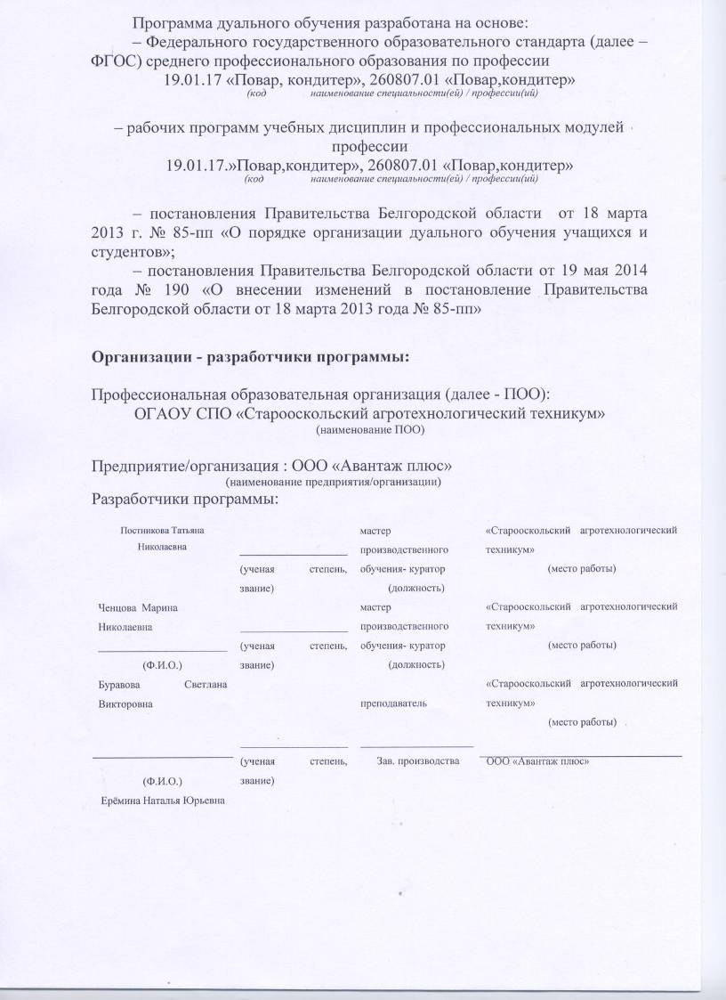 Программа дуального обучения разработана на основе:
– Федерального государственного образовательного стандарта (далее –
ФГОС) среднего профессионального образования по профессии
19.01.17 «Повар, кондитер», 260807.01 «Повар,кондитер»
(код наименование специальности(ей) / профессии(ий)
– рабочих программ учебных дисциплин и профессиональных модулей
профессии
19.01.17.»Повар,кондитер», 260807.01 «Повар,кондитер»
(код наименование специальности(ей) / профессии(ий)
– постановления Правительства Белгородской области от 18 марта
2013 г. № 85-пп «О порядке организации дуального обучения учащихся и
студентов»;
– постановления Правительства Белгородской области от 19 мая 2014
года № 190 «О внесении изменений в постановление Правительства
Белгородской области от 18 марта 2013 года № 85-пп»
Организации - разработчики программы:
Профессиональная образовательная организация (далее - ПОО):
ОГАОУ СПО «Старооскольский агротехнологический техникум»
(наименование ПОО)
Предприятие/организация : ООО «Авантаж плюс»
(наименование предприятия/организации)
Разработчики программы:
Постникова Татьяна мастер «Старооскольский агротехнологический
Николаевна производственного техникум»
(ученая степень, обучения- куратор (место работы)
звание) (должность)
Ченцова Марина мастер «Старооскольский агротехнологический
Николаевна производственного техникум»
(ученая степень, обучения- куратор (место работы)
(Ф.И.О.) звание) (должность)
Буравова Светлана «Старооскольский агротехнологический
Викторовна преподаватель техникум»
(место работы)
(ученая степень, Зав. производства ООО «Авантаж плюс»
(Ф.И.О.) звание)
Ерёмина Наталья Юрьевна